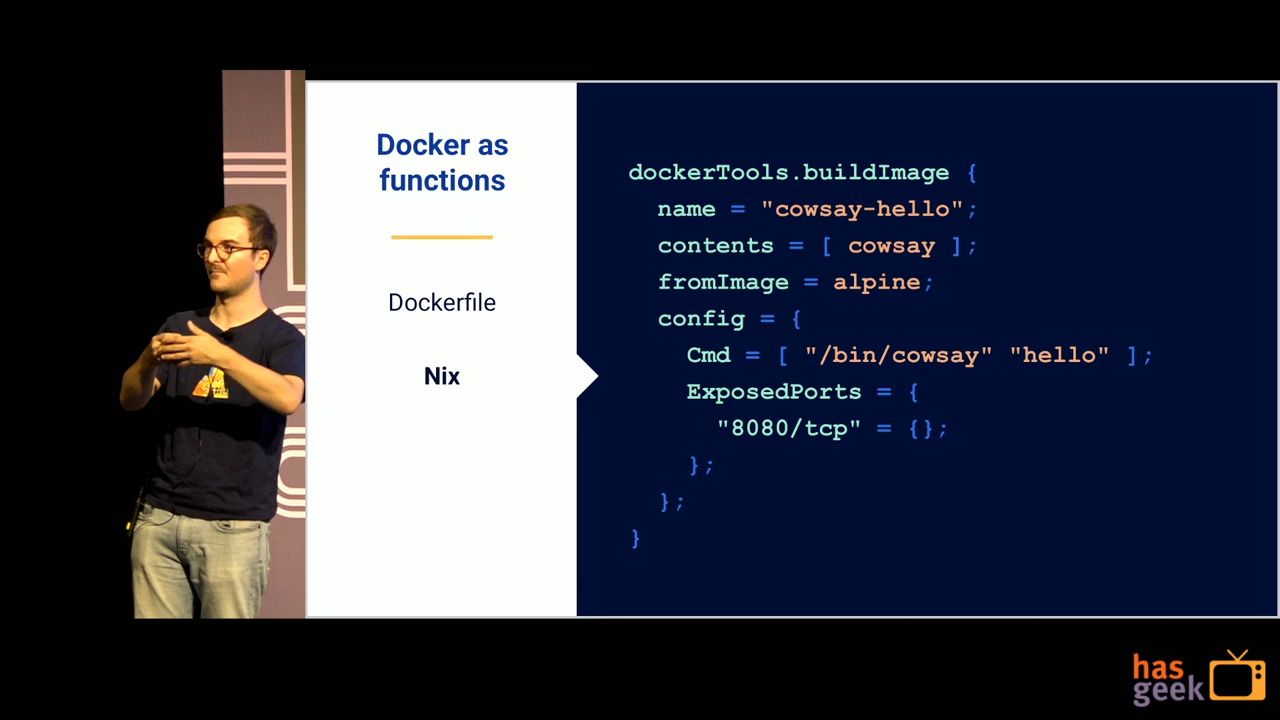 Docker as
functions
Dockerfile
Nix
dockerTools.buildImage {
  name = "cowsay-hello";
  contents = [ cowsay ];
  fromImage = alpine;
  config = {
    Cmd = [ "/bin/cowsay" "hello" ];
    ExposedPorts = {
      "8080/tcp" = {};
    };
  };
}
has
geek